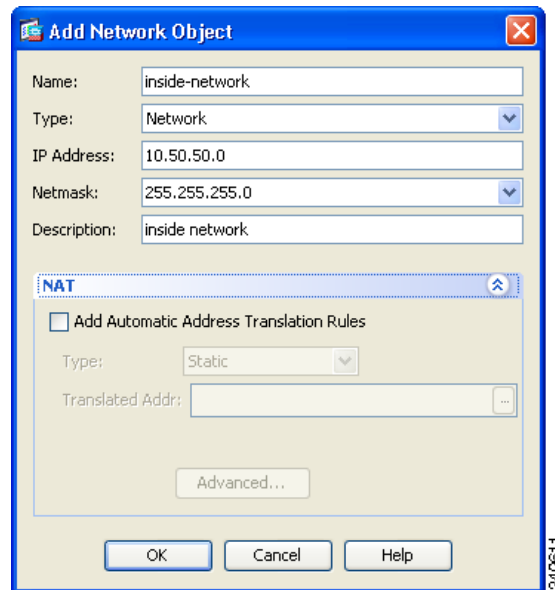 Add Network Object
Name: inside-network
Type: Network
IP Address: 10.50.50.0
Netmask: 255.255.255.0
Description: inside network
NAT
Add Automatic Address Translation Rules
Type: Static
Translated Addr: ...
Advanced...
OK Cancel Help